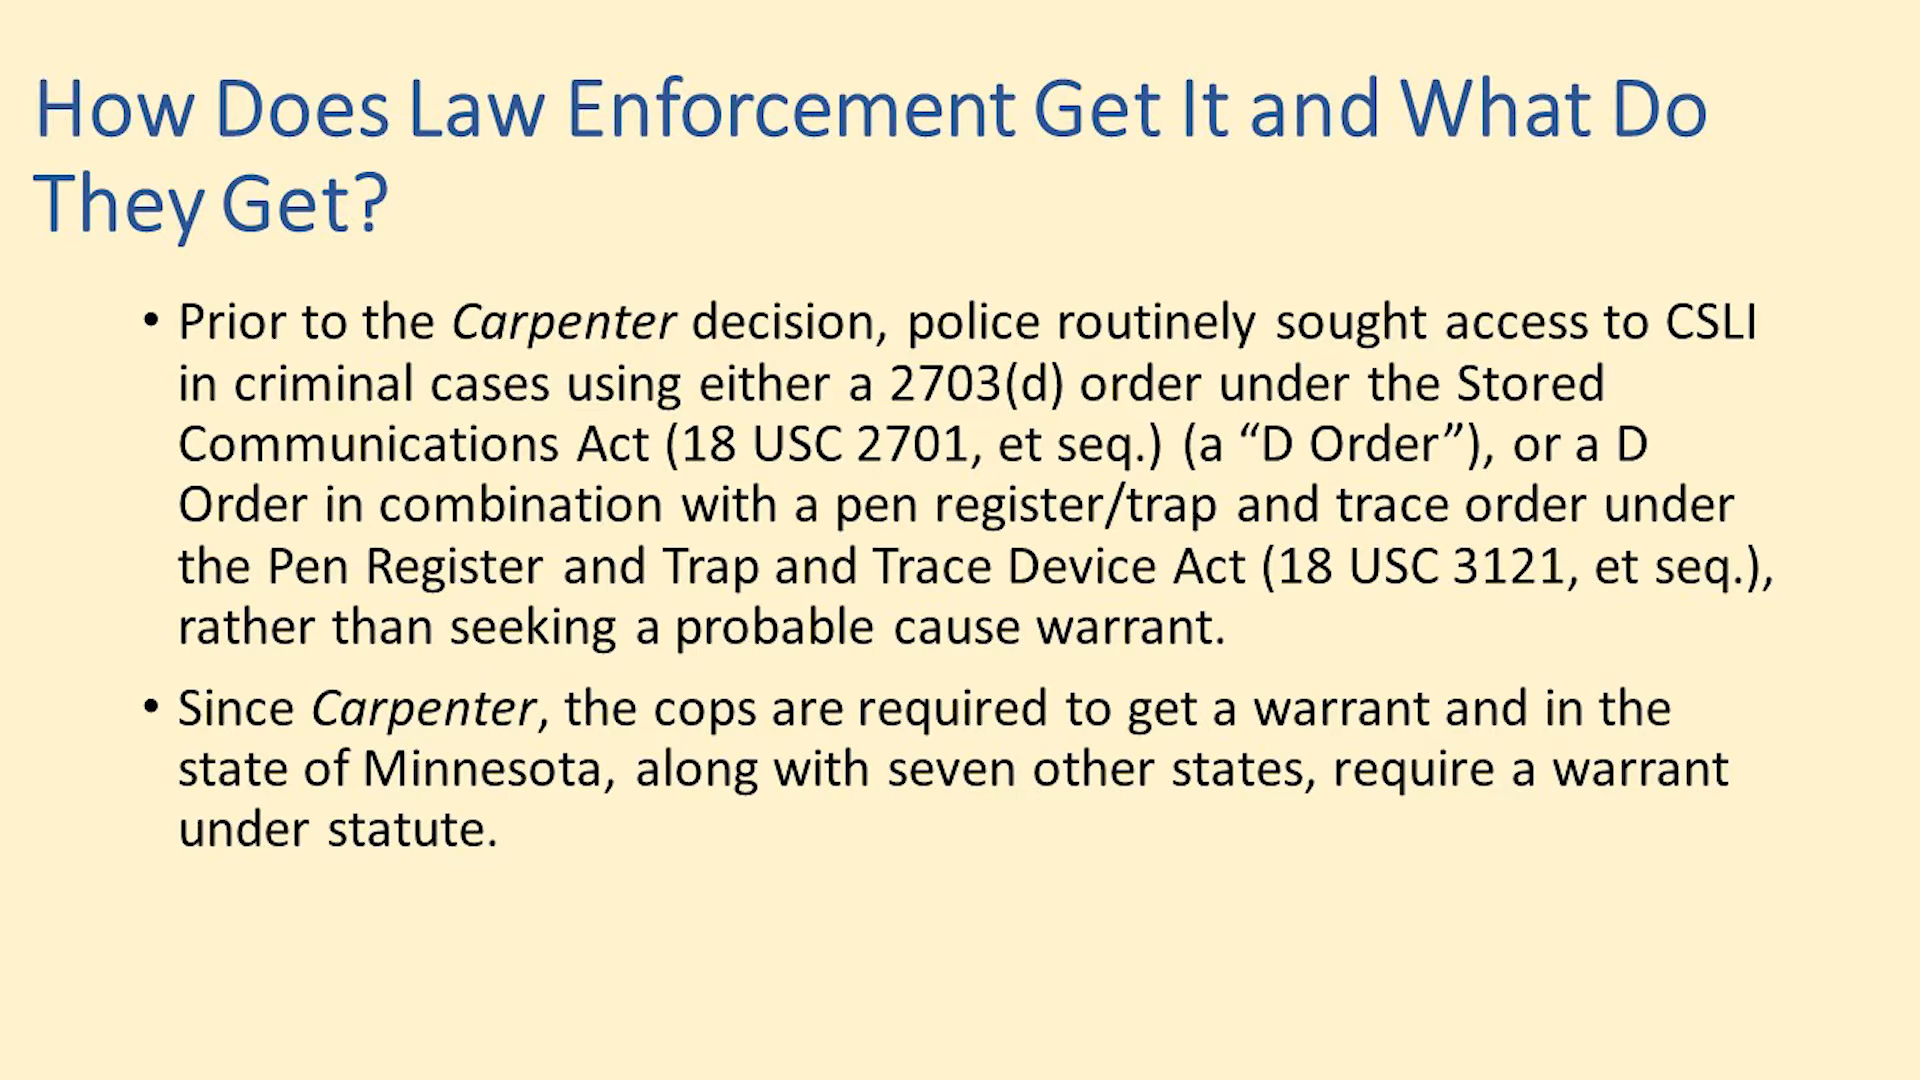 How Does Law Enforcement Get It and What Do
They Get?
• Prior to the Carpenter decision, police routinely sought access to CSLI
in criminal cases using either a 2703(d) order under the Stored
Communications Act (18 USC 2701, et seq.) (a “D Order”), or a D
Order in combination with a pen register/trap and trace order under
the Pen Register and Trap and Trace Device Act (18 USC 3121, et seq.),
rather than seeking a probable cause warrant.
• Since Carpenter, the cops are required to get a warrant and in the
state of Minnesota, along with seven other states, require a warrant
under statute.